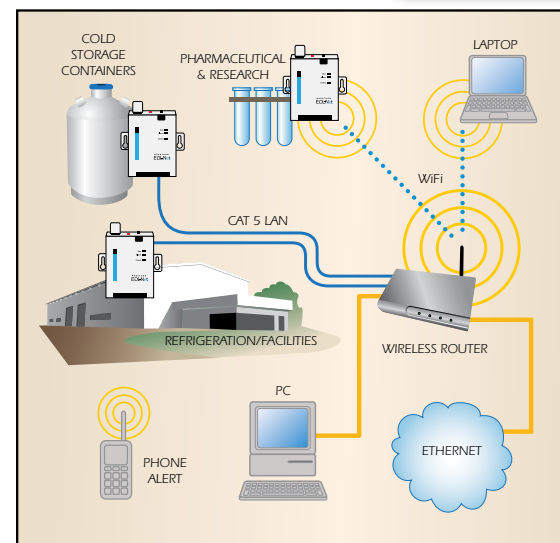 COLD
STORAGE
CONTAINERS
PHARMACEUTICAL
& RESEARCH
LAPTOP
WiFi
CAT 5 LAN
REFRIGERATION/FACILITIES
WIRELESS ROUTER
PC
PHONE
ALERT
ETHERNET